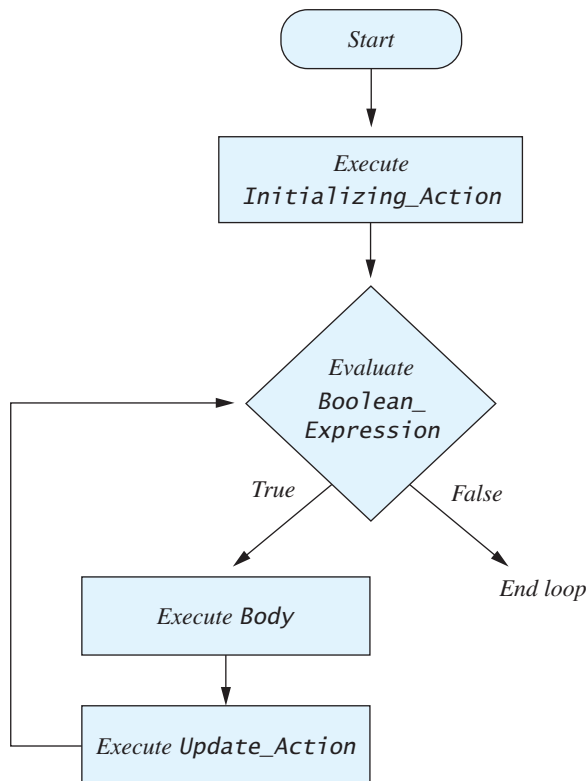 Start
Execute
Initializing_Action
Evaluate
Boolean_
Expression
True
False
End loop
Execute Body
Execute Update_Action